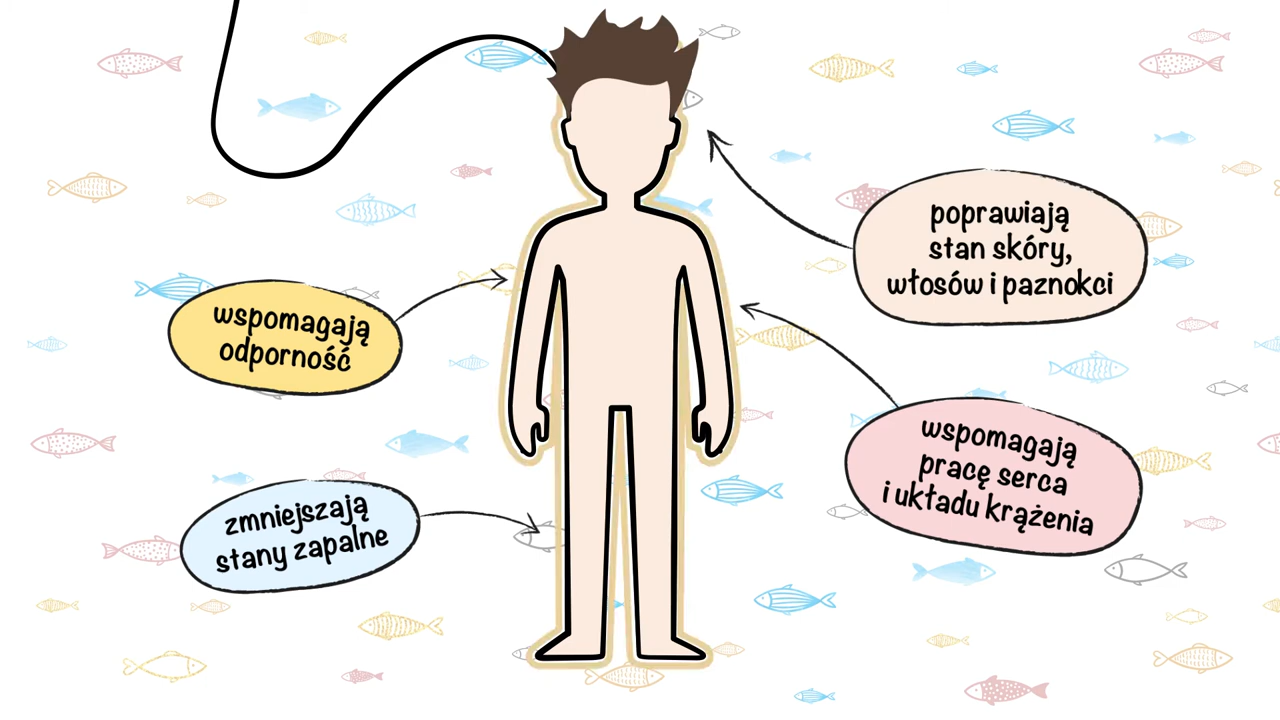 poprawiają
stan skóry,
włosów i paznokci
wspomagają
odporność
wspomagają
pracę serca
i układu krążenia
zmniejszają
stany zapalne